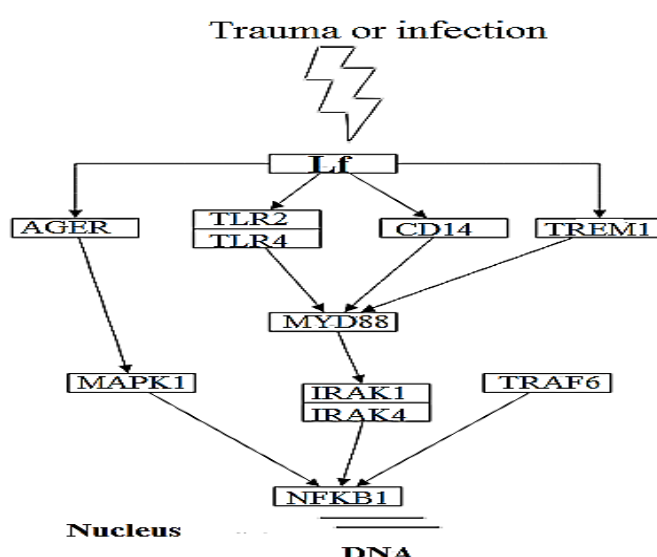 Trauma or infection
Lf
AGER
TLR2
TLR4
CD14
TREM1
MYD88
MAPK1
IRAK1
IRAK4
TRAF6
NFKB1
Nucleus
DNA